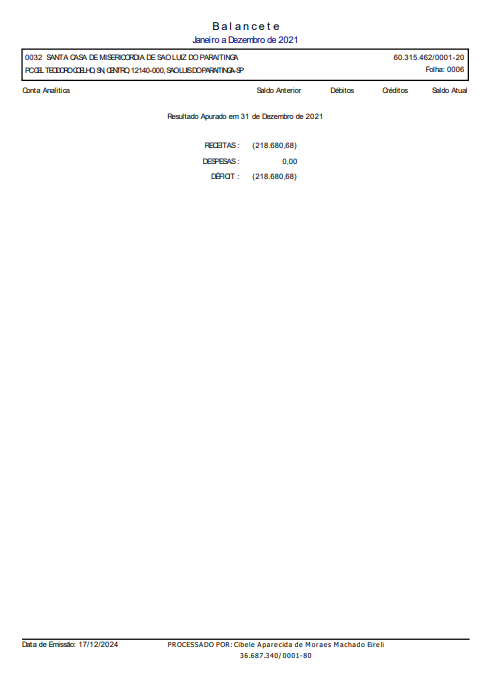 Balancete
Janeiro a Dezembro de 2021
0032 SANTA CASA DE MISERICORDIA DE SAO LUIZ DO PARAITINGA 60.315.462/0001-20
PC CEL TEODORO COELHO, SN, CENTRO, 12140-000, SAO LUIS DO PARAITINGA-SP Folha: 0006
Conta Analítica Saldo Anterior Débitos Créditos Saldo Atual
Resultado Apurado em 31 de Dezembro de 2021
RECEITAS : (218.680,68)
DESPESAS : 0,00
DÉFICIT : (218.680,68)
Data de Emissão: 17/12/2024 PROCESSADO POR: Cibele Aparecida de Moraes Machado Eireli
36.687.340/0001-80